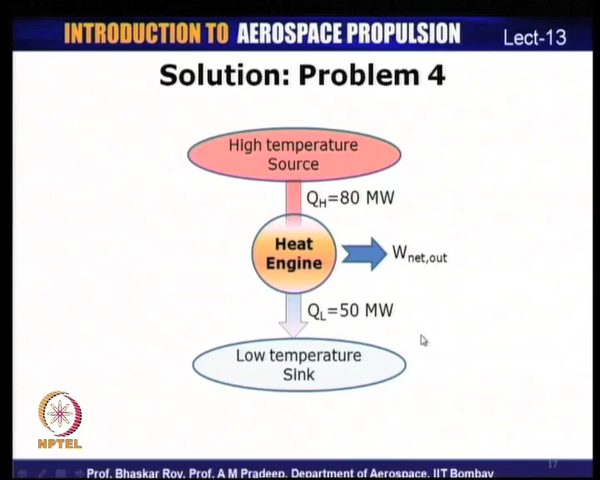 INTRODUCTION TO AEROSPACE PROPULSION
Lect-13
Solution: Problem 4
High temperature
Source
QH=80 MW
Heat
Engine
Wnet,out
QL=50 MW
Low temperature
Sink
NPTEL
17
Prof. Bhaskar Roy, Prof. A M Pradeep, Department of Aerospace, IIT Bombay